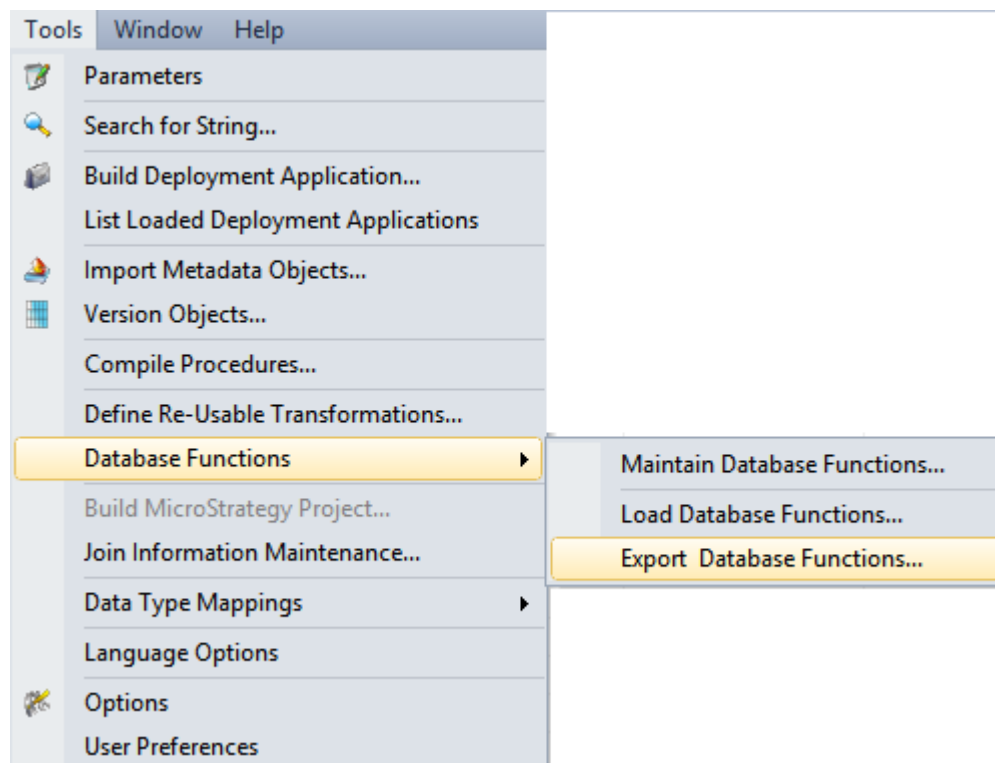 Tools Window Help
Parameters
Search for String...
Build Deployment Application...
List Loaded Deployment Applications
Import Metadata Objects...
Version Objects...
Compile Procedures...
Define Re-Usable Transformations...
Database Functions
Maintain Database Functions...
Load Database Functions...
Export  Database Functions...
Build MicroStrategy Project...
Join Information Maintenance...
Data Type Mappings
Language Options
Options
User Preferences